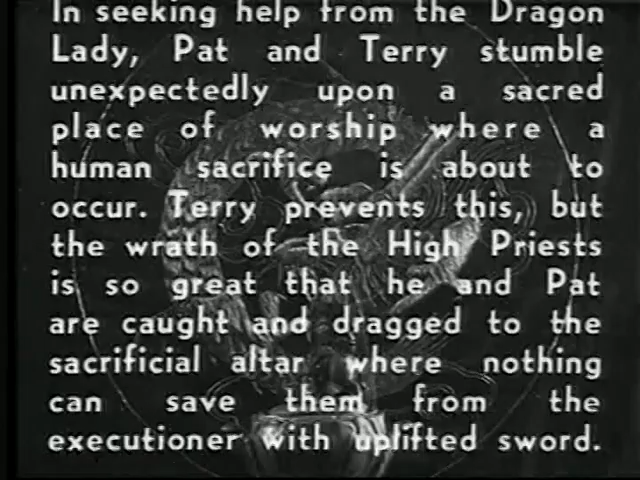 In seeking help from the Dragon
Lady, Pat and Terry stumble
unexpectedly upon a sacred
place of worship where a
human sacrifice is about to
occur. Terry prevents this, but
the wrath of the High Priests
is so great that he and Pat
are caught and dragged to the
sacrificial altar where nothing
can save them from the
executioner with uplifted sword.